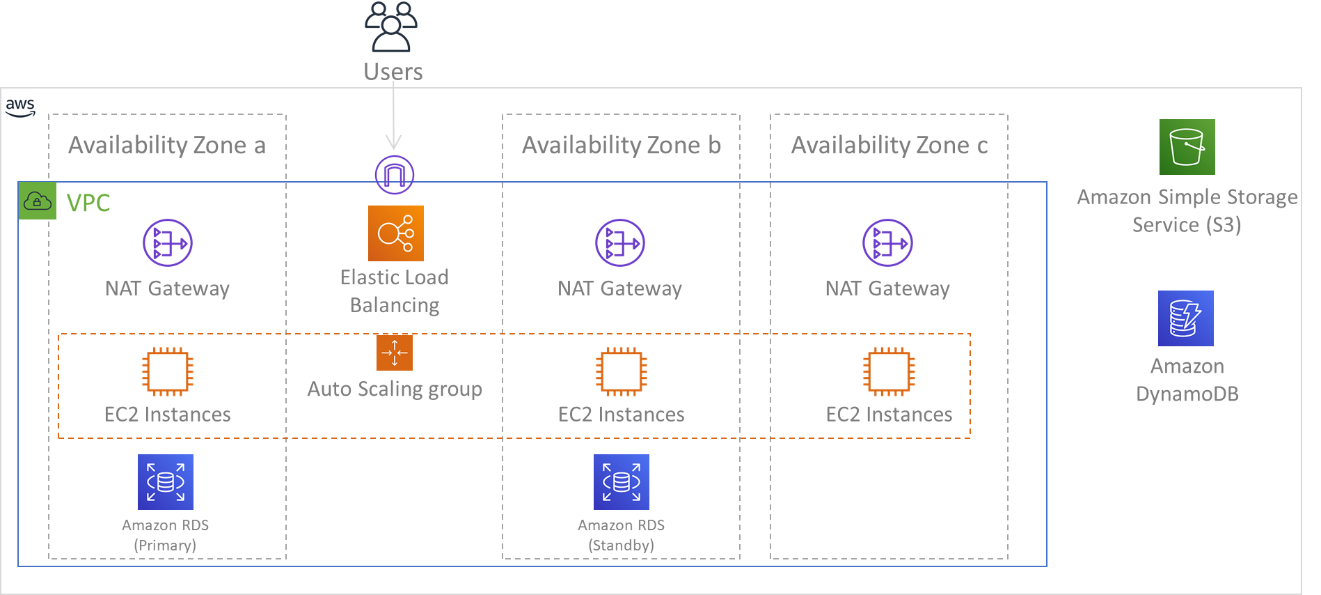 Users
aws
Availability Zone a
Availability Zone b
Availability Zone c
VPC
NAT Gateway
Elastic Load
Balancing
NAT Gateway
NAT Gateway
Auto Scaling group
EC2 Instances
EC2 Instances
EC2 Instances
Amazon RDS
(Primary)
Amazon RDS
(Standby)
Amazon Simple Storage
Service (S3)
Amazon
DynamoDB